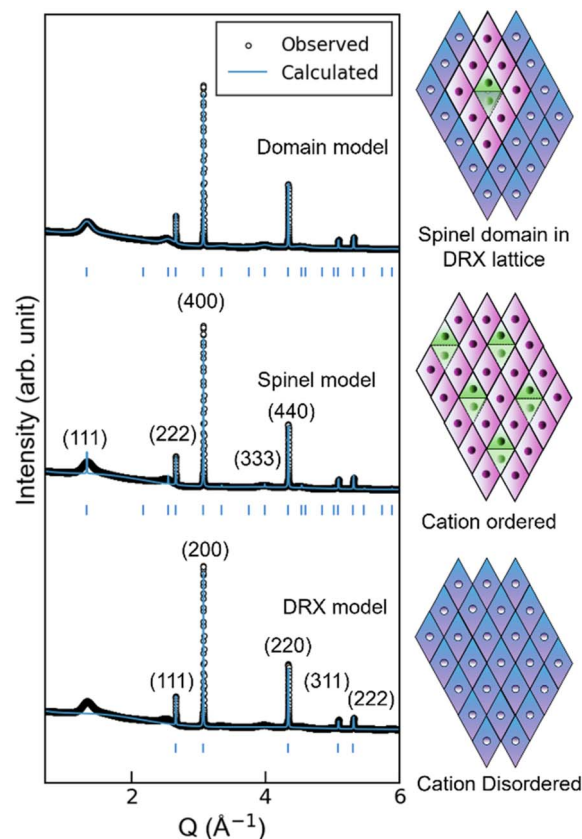 Observed
Calculated
Domain model
Spinel domain in
DRX lattice
(400)
Spinel model
(440)
(111)
(222)
(333)
Intensity (arb. unit)
Cation ordered
(200)
DRX model
(220)
(111)
(311)
(222)
Cation Disordered
2
4
6
Q (Å⁻¹)